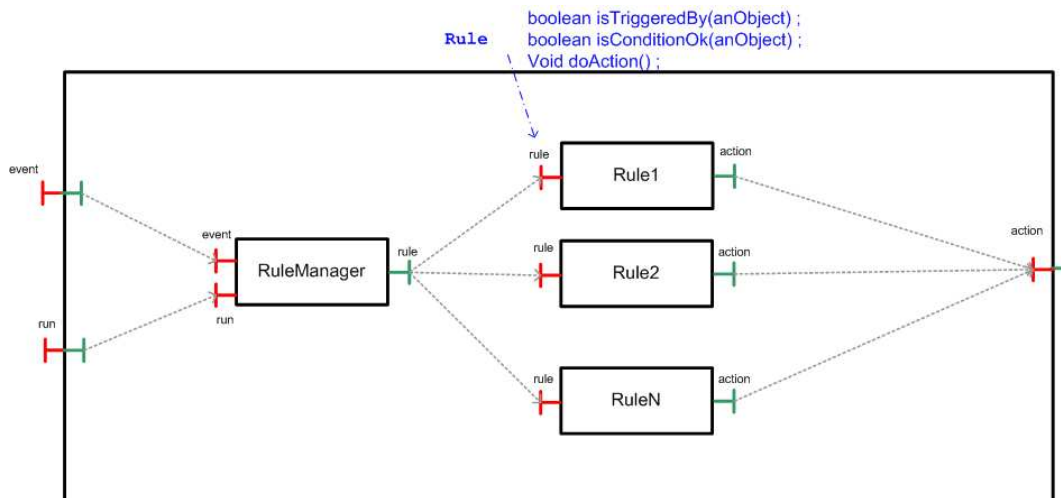 boolean isTriggeredBy(anObject) ;
Rule
boolean isConditionOk(anObject) ;
Void doAction() ;
rule
action
Rule1
event
event
rule
action
action
RuleManager
rule
Rule2
run
run
rule
action
RuleN